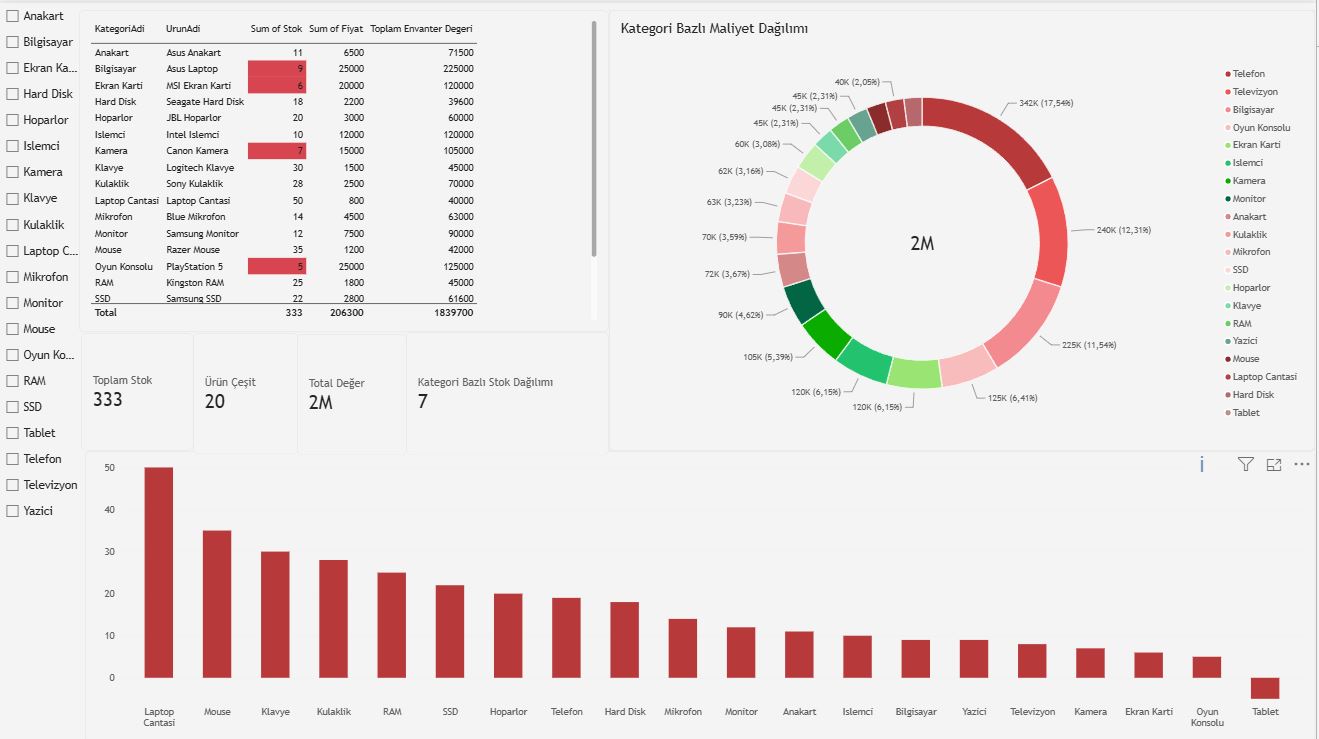 Anakart
Bilgisayar
Ekran Ka...
Hard Disk
Hoparlor
Islemci
Kamera
Klavye
Kulaklik
Laptop C...
Mikrofon
Monitor
Mouse
Oyun Ko...
RAM
SSD
Tablet
Telefon
Televizyon
Yazici
KategoriAdi UrunAdi Sum of Stok Sum of Fiyat Toplam Envanter Degeri
Anakart Asus Anakart 11 6500 71500
Bilgisayar Asus Laptop 9 25000 225000
Ekran Karti MSI Ekran Karti 6 20000 120000
Hard Disk Seagate Hard Disk 18 2200 39600
Hoparlor JBL Hoparlor 20 3000 60000
Islemci Intel Islemci 10 12000 120000
Kamera Canon Kamera 7 15000 105000
Klavye Logitech Klavye 30 1500 45000
Kulaklik Sony Kulaklik 28 2500 70000
Laptop Cantasi Laptop Cantasi 50 800 40000
Mikrofon Blue Mikrofon 14 4500 63000
Monitor Samsung Monitor 12 7500 90000
Mouse Razer Mouse 35 1200 42000
Oyun Konsolu PlayStation 5 5 25000 125000
RAM Kingston RAM 25 1800 45000
SSD Samsung SSD 22 2800 61600
Total 333 206300 1839700
Toplam Stok
333
Ürün Çeşit
20
Total Değer
2M
Kategori Bazlı Stok Dağılımı
7
Kategori Bazlı Maliyet Dağılımı
342K (17,54%)
240K (12,31%)
225K (11,54%)
125K (6,41%)
120K (6,15%)
120K (6,15%)
105K (5,39%)
90K (4,62%)
72K (3,67%)
70K (3,59%)
63K (3,23%)
62K (3,16%)
60K (3,08%)
45K (2,31%)
45K (2,31%)
45K (2,31%)
40K (2,05%)
2M
Telefon
Televizyon
Bilgisayar
Oyun Konsolu
Ekran Karti
Islemci
Kamera
Monitor
Anakart
Kulaklik
Mikrofon
SSD
Hoparlor
Klavye
RAM
Yazici
Mouse
Laptop Cantasi
Hard Disk
Tablet
50
40
30
20
10
0
Laptop Cantasi
Mouse
Klavye
Kulaklik
RAM
SSD
Hoparlor
Telefon
Hard Disk
Mikrofon
Monitor
Anakart
Islemci
Bilgisayar
Yazici
Televizyon
Kamera
Ekran Karti
Oyun Konsolu
Tablet